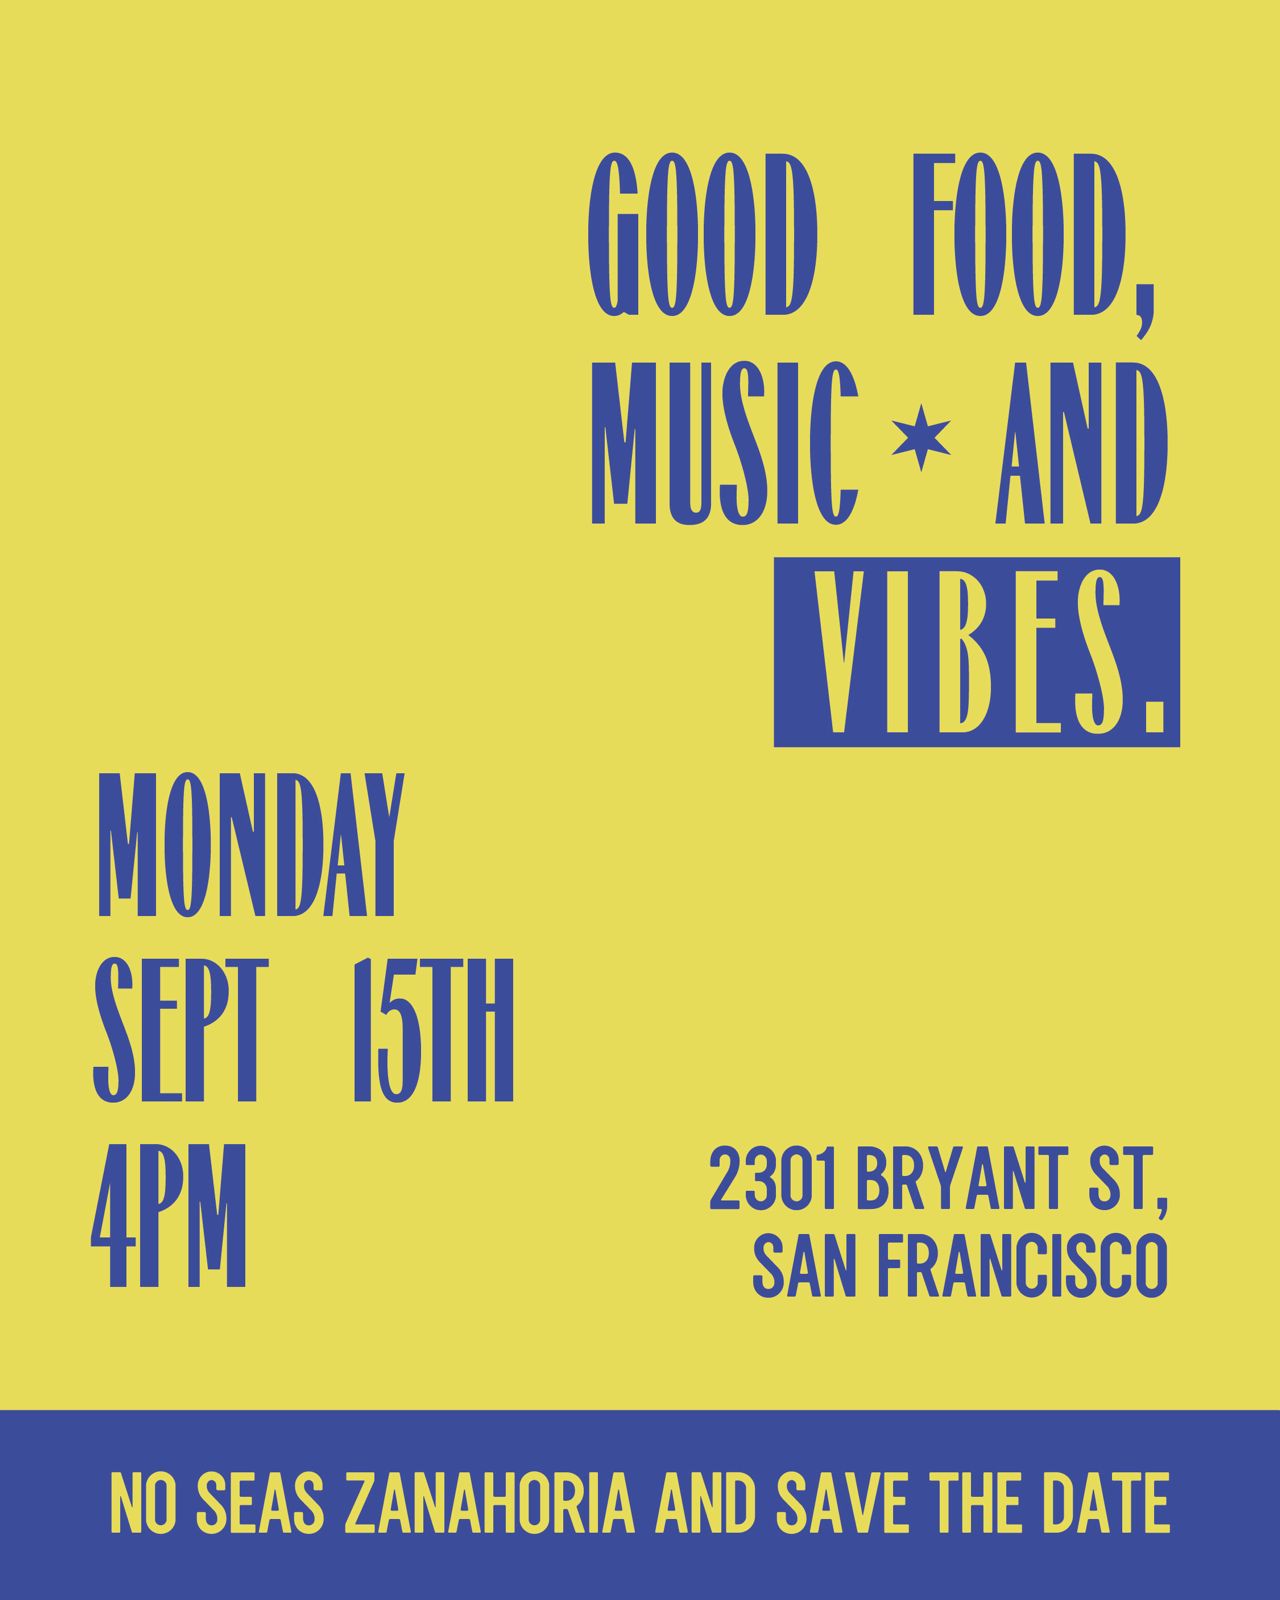 GOOD FOOD,
MUSIC ✶ AND
VIBES.
MONDAY
SEPT 15TH
4PM
2301 BRYANT ST,
SAN FRANCISCO
NO SEAS ZANAHORIA AND SAVE THE DATE